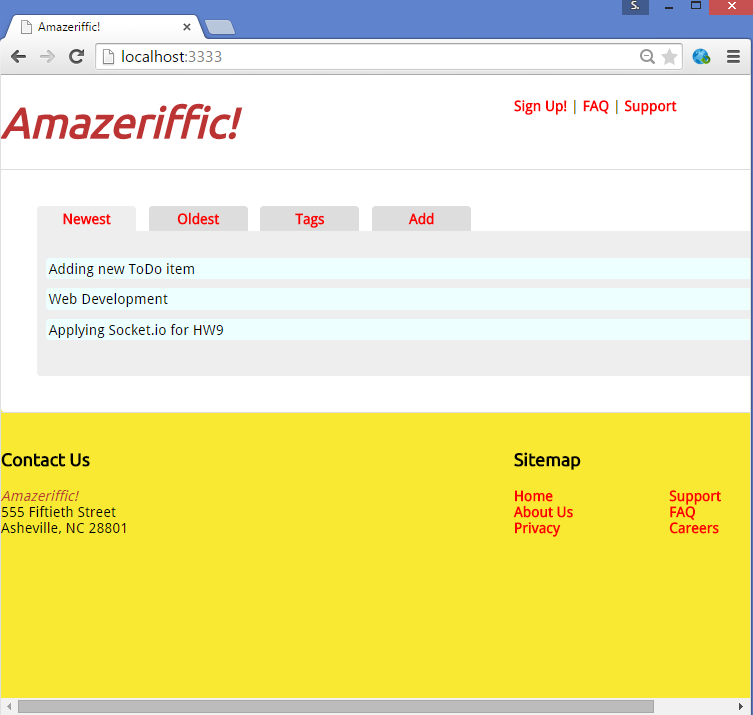 S.
Amazeriffic!
localhost:3333
Amazeriffic!
Sign Up! | FAQ | Support
Newest Oldest Tags Add
Adding new ToDo item
Web Development
Applying Socket.io for HW9
Contact Us
Amazeriffic!
555 Fiftieth Street
Asheville, NC 28801
Sitemap
Home Support
About Us FAQ
Privacy Careers